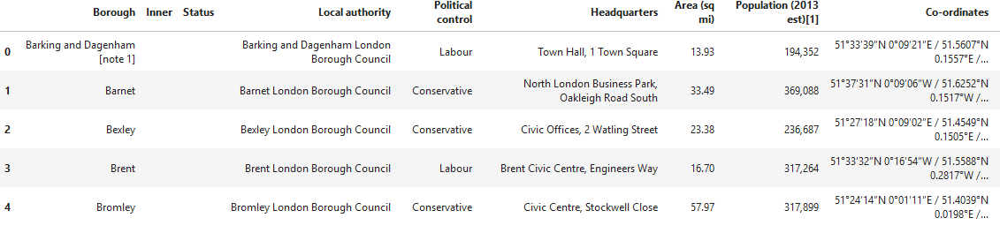 Borough Inner Status Local authority Political control Headquarters Area (sq mi) Population (2013 est)[1] Co-ordinates
0 Barking and Dagenham [note 1] Barking and Dagenham London Borough Council Labour Town Hall, 1 Town Square 13.93 194,352 51°33′39″N 0°09′21″E / 51.5607°N 0.1557°E /...
1 Barnet Barnet London Borough Council Conservative North London Business Park, Oakleigh Road South 33.49 369,088 51°37′31″N 0°09′06″W / 51.6252°N 0.1517°W /...
2 Bexley Bexley London Borough Council Conservative Civic Offices, 2 Watling Street 23.38 236,687 51°27′18″N 0°09′02″E / 51.4549°N 0.1505°E /...
3 Brent Brent London Borough Council Labour Brent Civic Centre, Engineers Way 16.70 317,264 51°33′32″N 0°16′54″W / 51.5588°N 0.2817°W /...
4 Bromley Bromley London Borough Council Conservative Civic Centre, Stockwell Close 57.97 317,899 51°24′14″N 0°01′11″E / 51.4039°N 0.0198°E /...